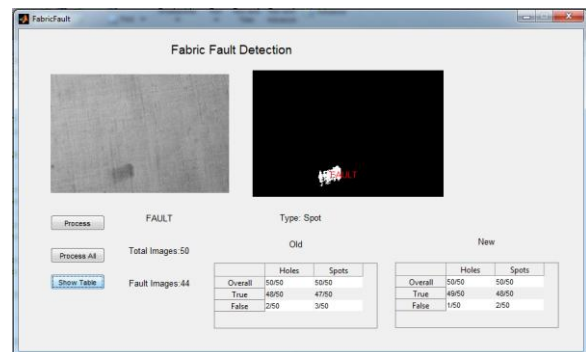 FabricFault
Fabric Fault Detection
FAULT
Process
FAULT
Type: Spot
Process All
Total Images:50
Old
New
Show Table
Fault Images:44
Holes Spots
Overall 50/50 50/50
True 48/50 47/50
False 2/50 3/50
Holes Spots
Overall 50/50 50/50
True 49/50 48/50
False 1/50 2/50